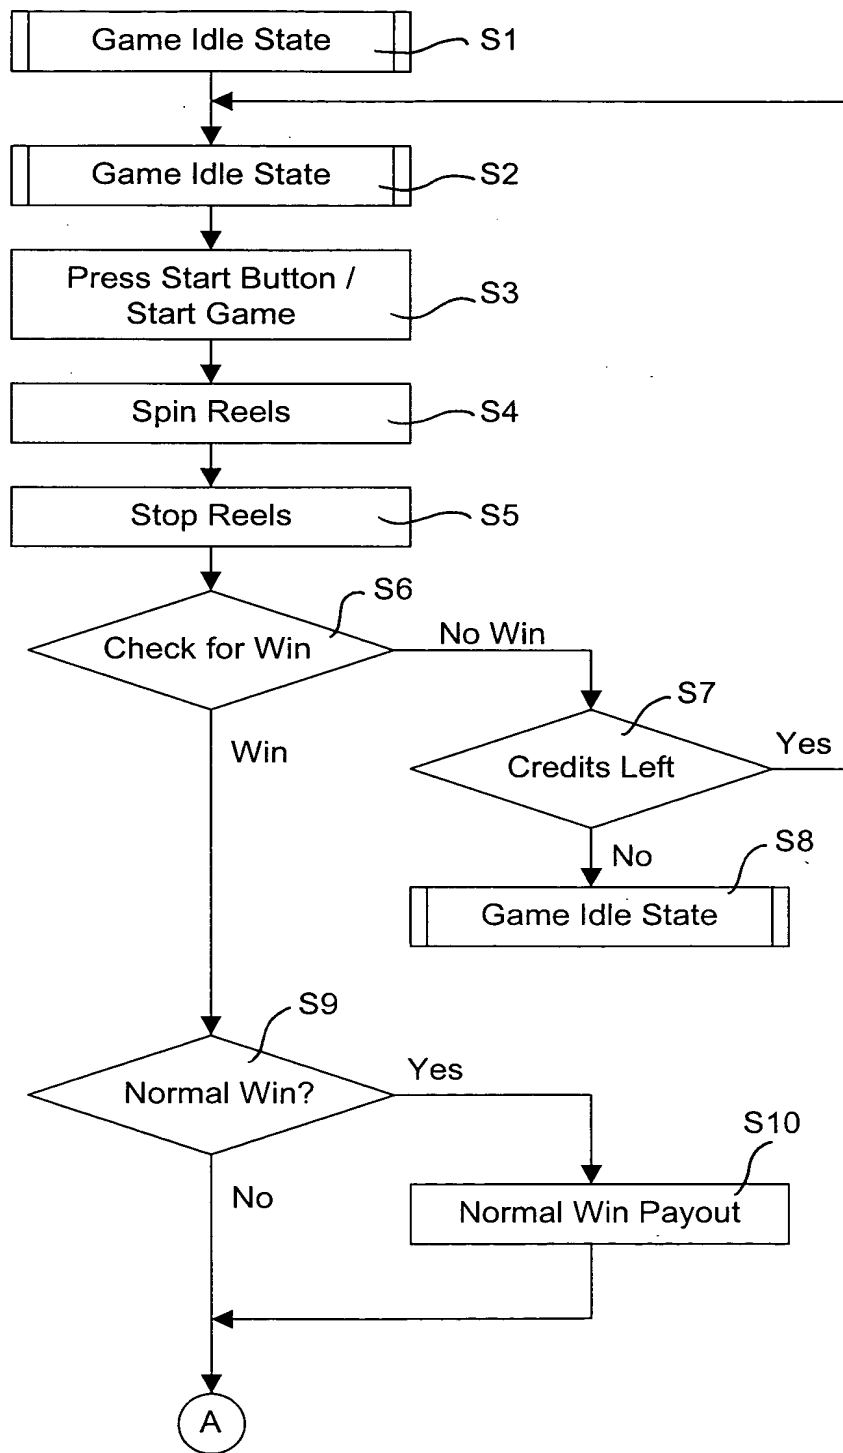 Game Idle State
S1
Game Idle State
S2
Press Start Button /
Start Game
S3
Spin Reels
S4
Stop Reels
S5
S6
Check for Win
No Win
Win
S7
Credits Left
Yes
No
S8
Game Idle State
S9
Normal Win?
Yes
No
S10
Normal Win Payout
A